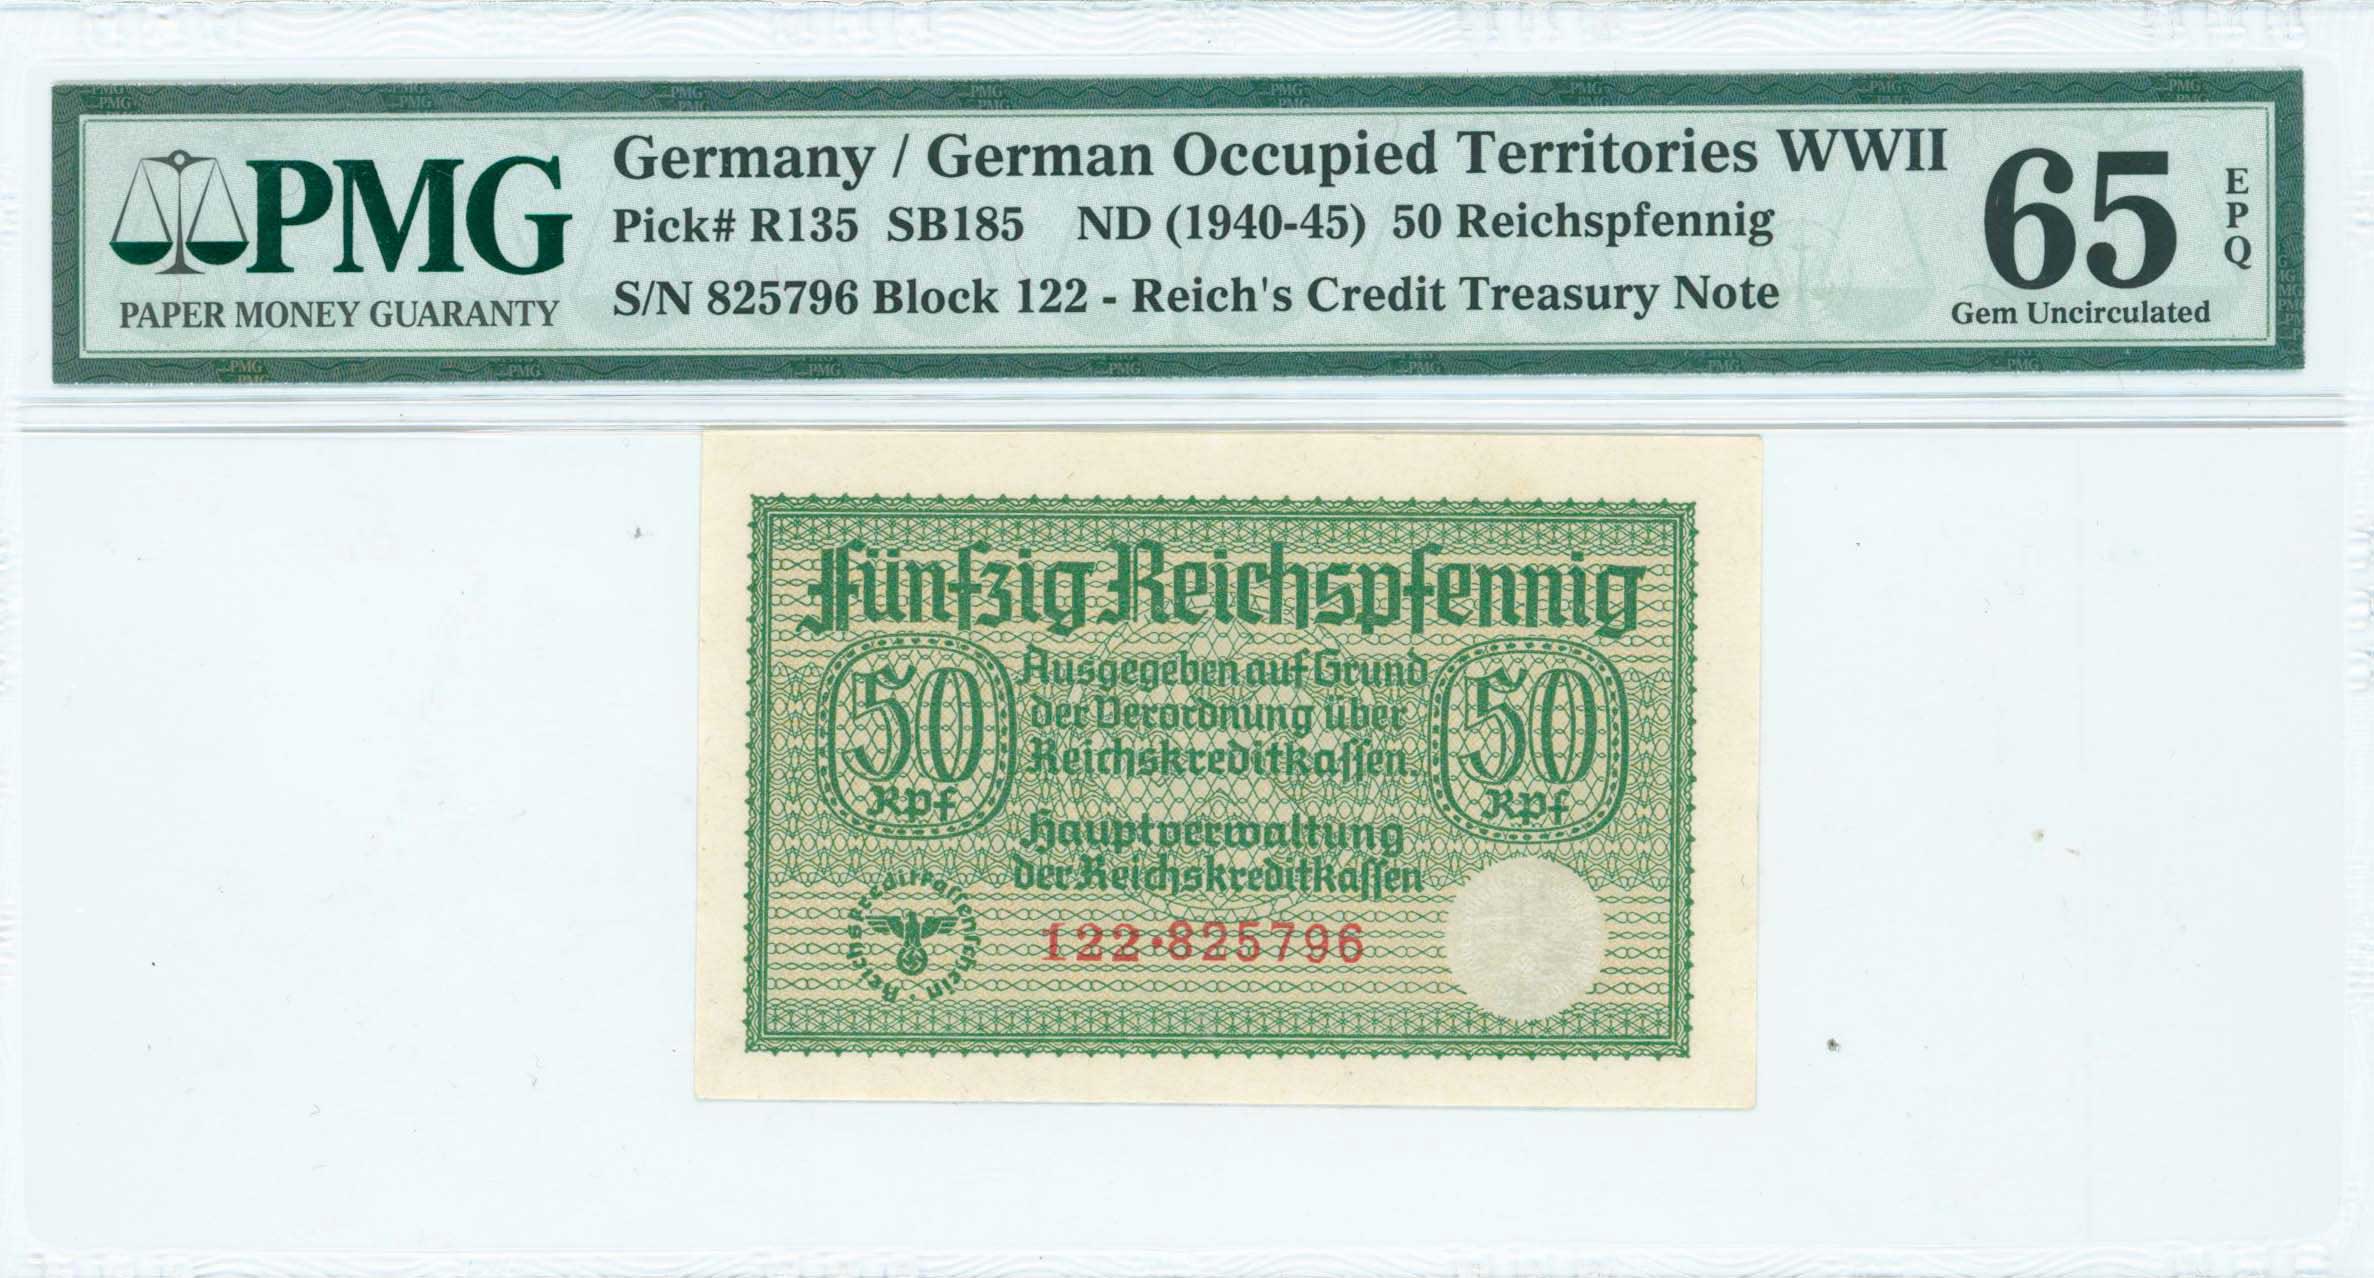 PMG
PAPER MONEY GUARANTY
Germany / German Occupied Territories WWII
Pick# R135 SB185 ND (1940-45) 50 Reichspfennig
S/N 825796 Block 122 - Reich's Credit Treasury Note
65
EPQ
Gem Uncirculated
Fünfzig Reichspfennig
50
Rpf
Ausgegeben auf Grund
der Verordnung über
Reichskreditkassen.
50
Rpf
Hauptverwaltung
der Reichskreditkassen
Reichskreditkassenschein
122·825796